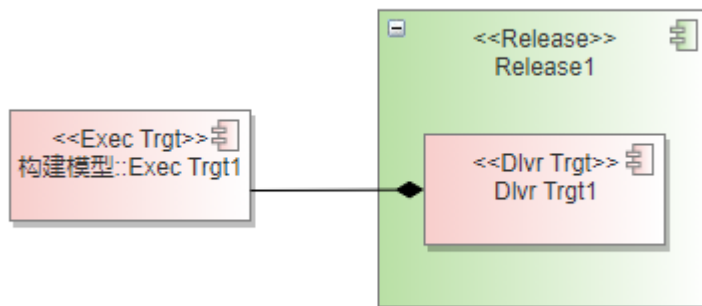 <<Release>>
Release1
<<Exec Trgt>>
构建模型::Exec Trgt1
<<Dlvr Trgt>>
Dlvr Trgt1